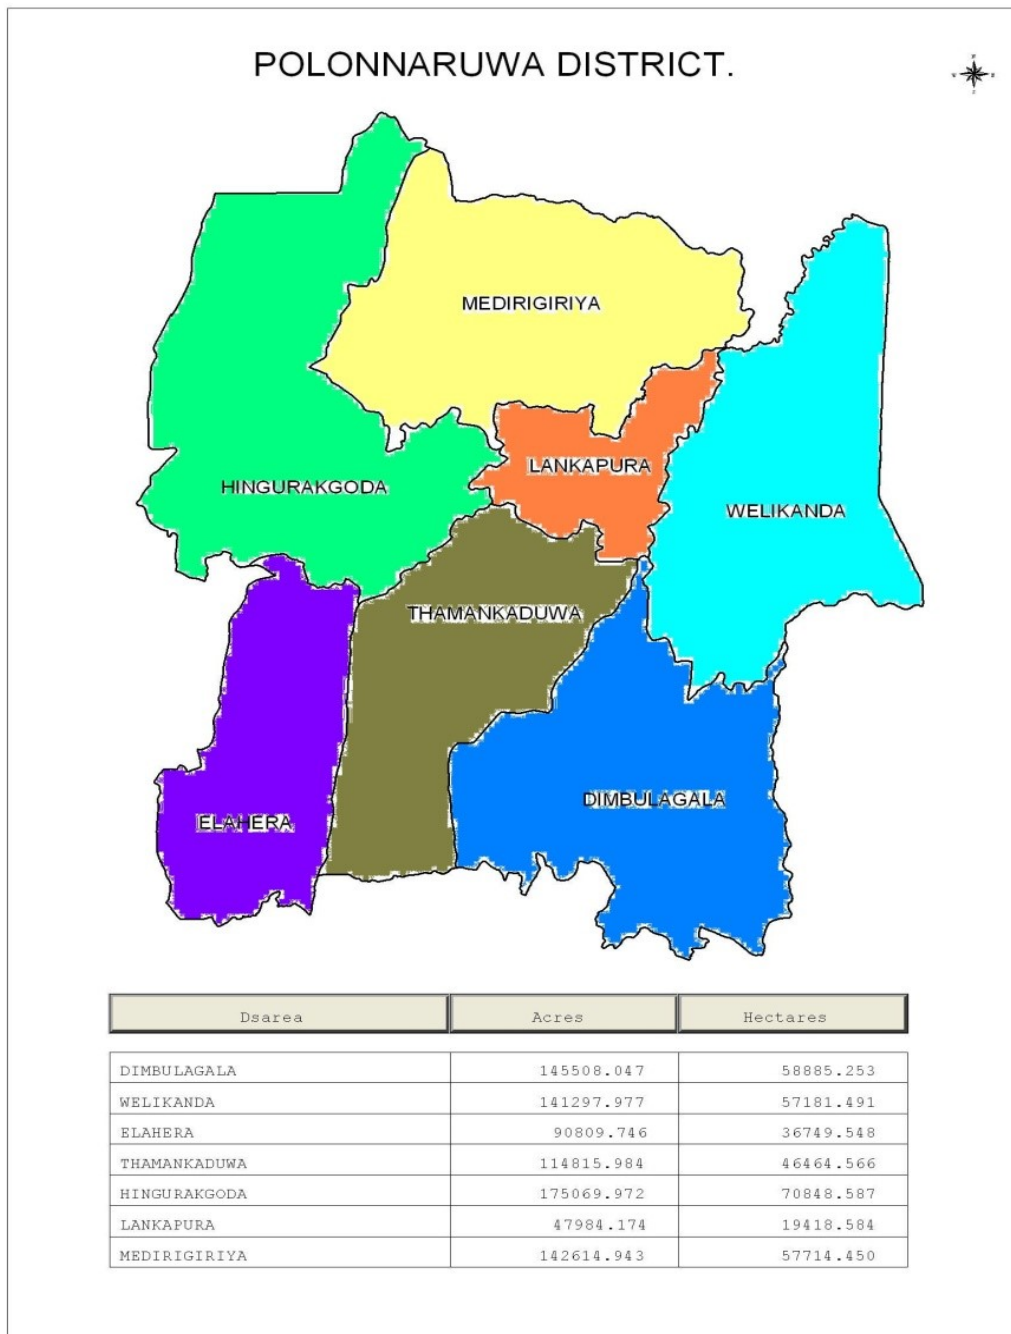 POLONNARUWA DISTRICT.
MEDIRIGIRIYA
LANKAPURA
HINGURAKGODA
WELIKANDA
THAMANKADUWA
DIMBULAGALA
ELAHERA
Dsarea Acres Hectares
DIMBULAGALA 145508.047 58885.253
WELIKANDA 141297.977 57181.491
ELAHERA 90809.746 36749.548
THAMANKADUWA 114815.984 46464.566
HINGURAKGODA 175069.972 70848.587
LANKAPURA 47984.174 19418.584
MEDIRIGIRIYA 142614.943 57714.450